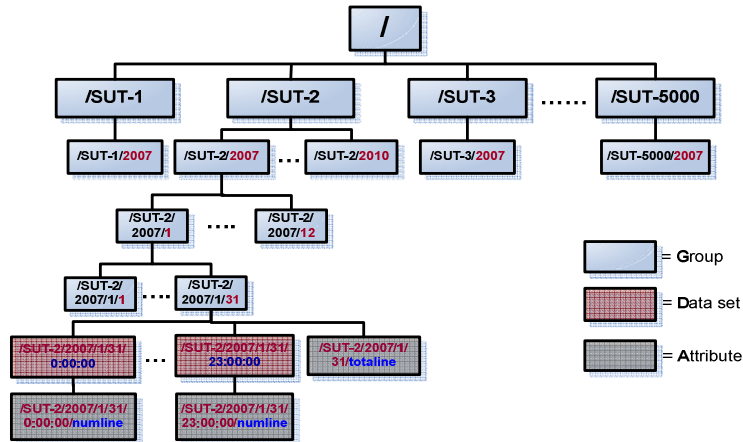 /
/SUT-1
/SUT-2
/SUT-3
......
/SUT-5000
/SUT-1/2007
/SUT-2/2007
...
/SUT-2/2010
/SUT-3/2007
/SUT-5000/2007
/SUT-2/
2007/1
....
/SUT-2/
2007/12
/SUT-2/
2007/1/1
....
/SUT-2/
2007/1/31
/SUT-2/2007/1/31/
0:00:00
...
/SUT-2/2007/1/31/
23:00:00
/SUT-2/2007/1/
31/totaline
/SUT-2/2007/1/31/
0:00:00/numline
/SUT-2/2007/1/31/
23:00:00/numline
= Group
= Data set
= Attribute